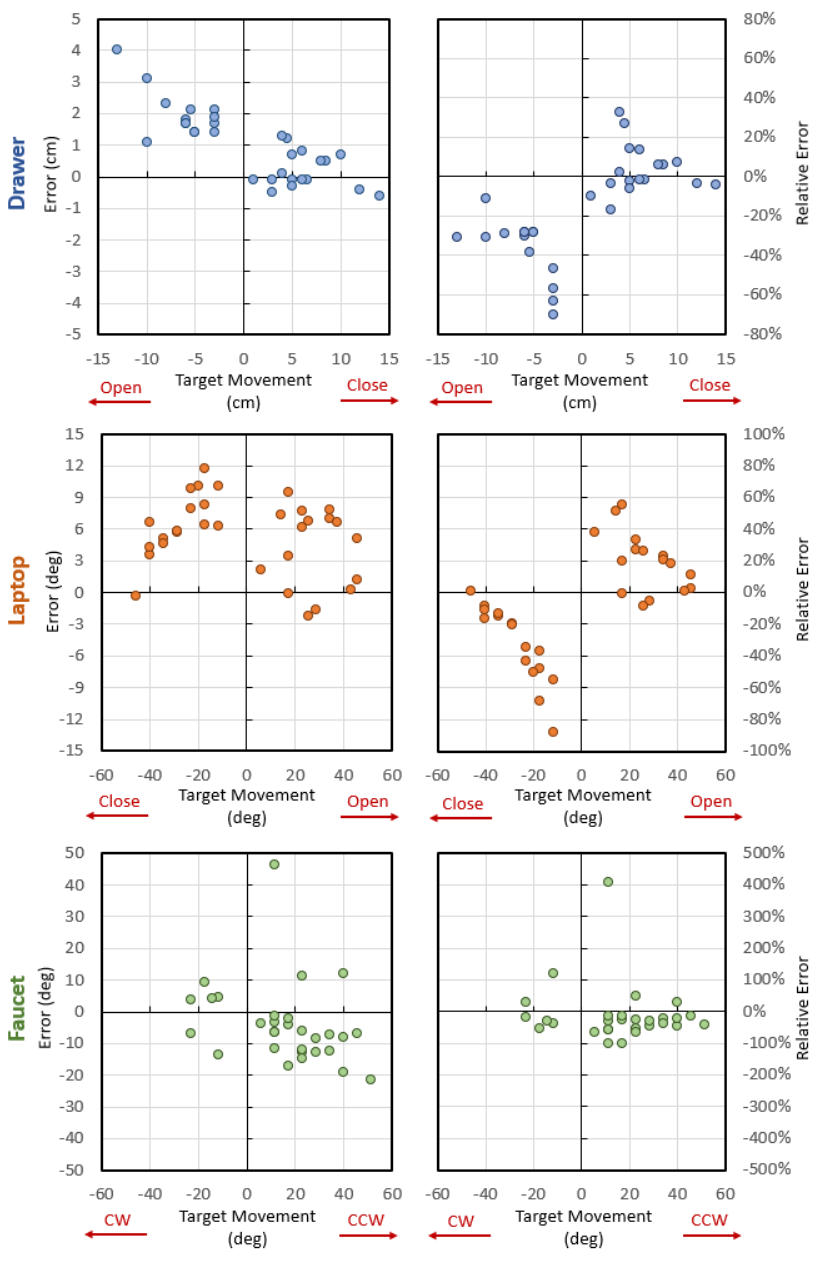 Drawer
Error (cm)
5
4
3
2
1
0
-1
-2
-3
-4
-5
-15 -10 -5 0 5 10 15
Target Movement
(cm)
Open
Close
80%
60%
40%
20%
0%
-20%
-40%
-60%
-80%
Relative Error
-15 -10 -5 0 5 10 15
Target Movement
(cm)
Open
Close
Laptop
Error (deg)
15
12
9
6
3
0
-3
-6
-9
-12
-15
-60 -40 -20 0 20 40 60
Target Movement
(deg)
Close
Open
100%
80%
60%
40%
20%
0%
-20%
-40%
-60%
-80%
-100%
Relative Error
-60 -40 -20 0 20 40 60
Target Movement
(deg)
Close
Open
Faucet
Error (deg)
50
40
30
20
10
0
-10
-20
-30
-40
-50
-60 -40 -20 0 20 40 60
Target Movement
(deg)
CW
CCW
500%
400%
300%
200%
100%
0%
-100%
-200%
-300%
-400%
-500%
Relative Error
-60 -40 -20 0 20 40 60
Target Movement
(deg)
CW
CCW